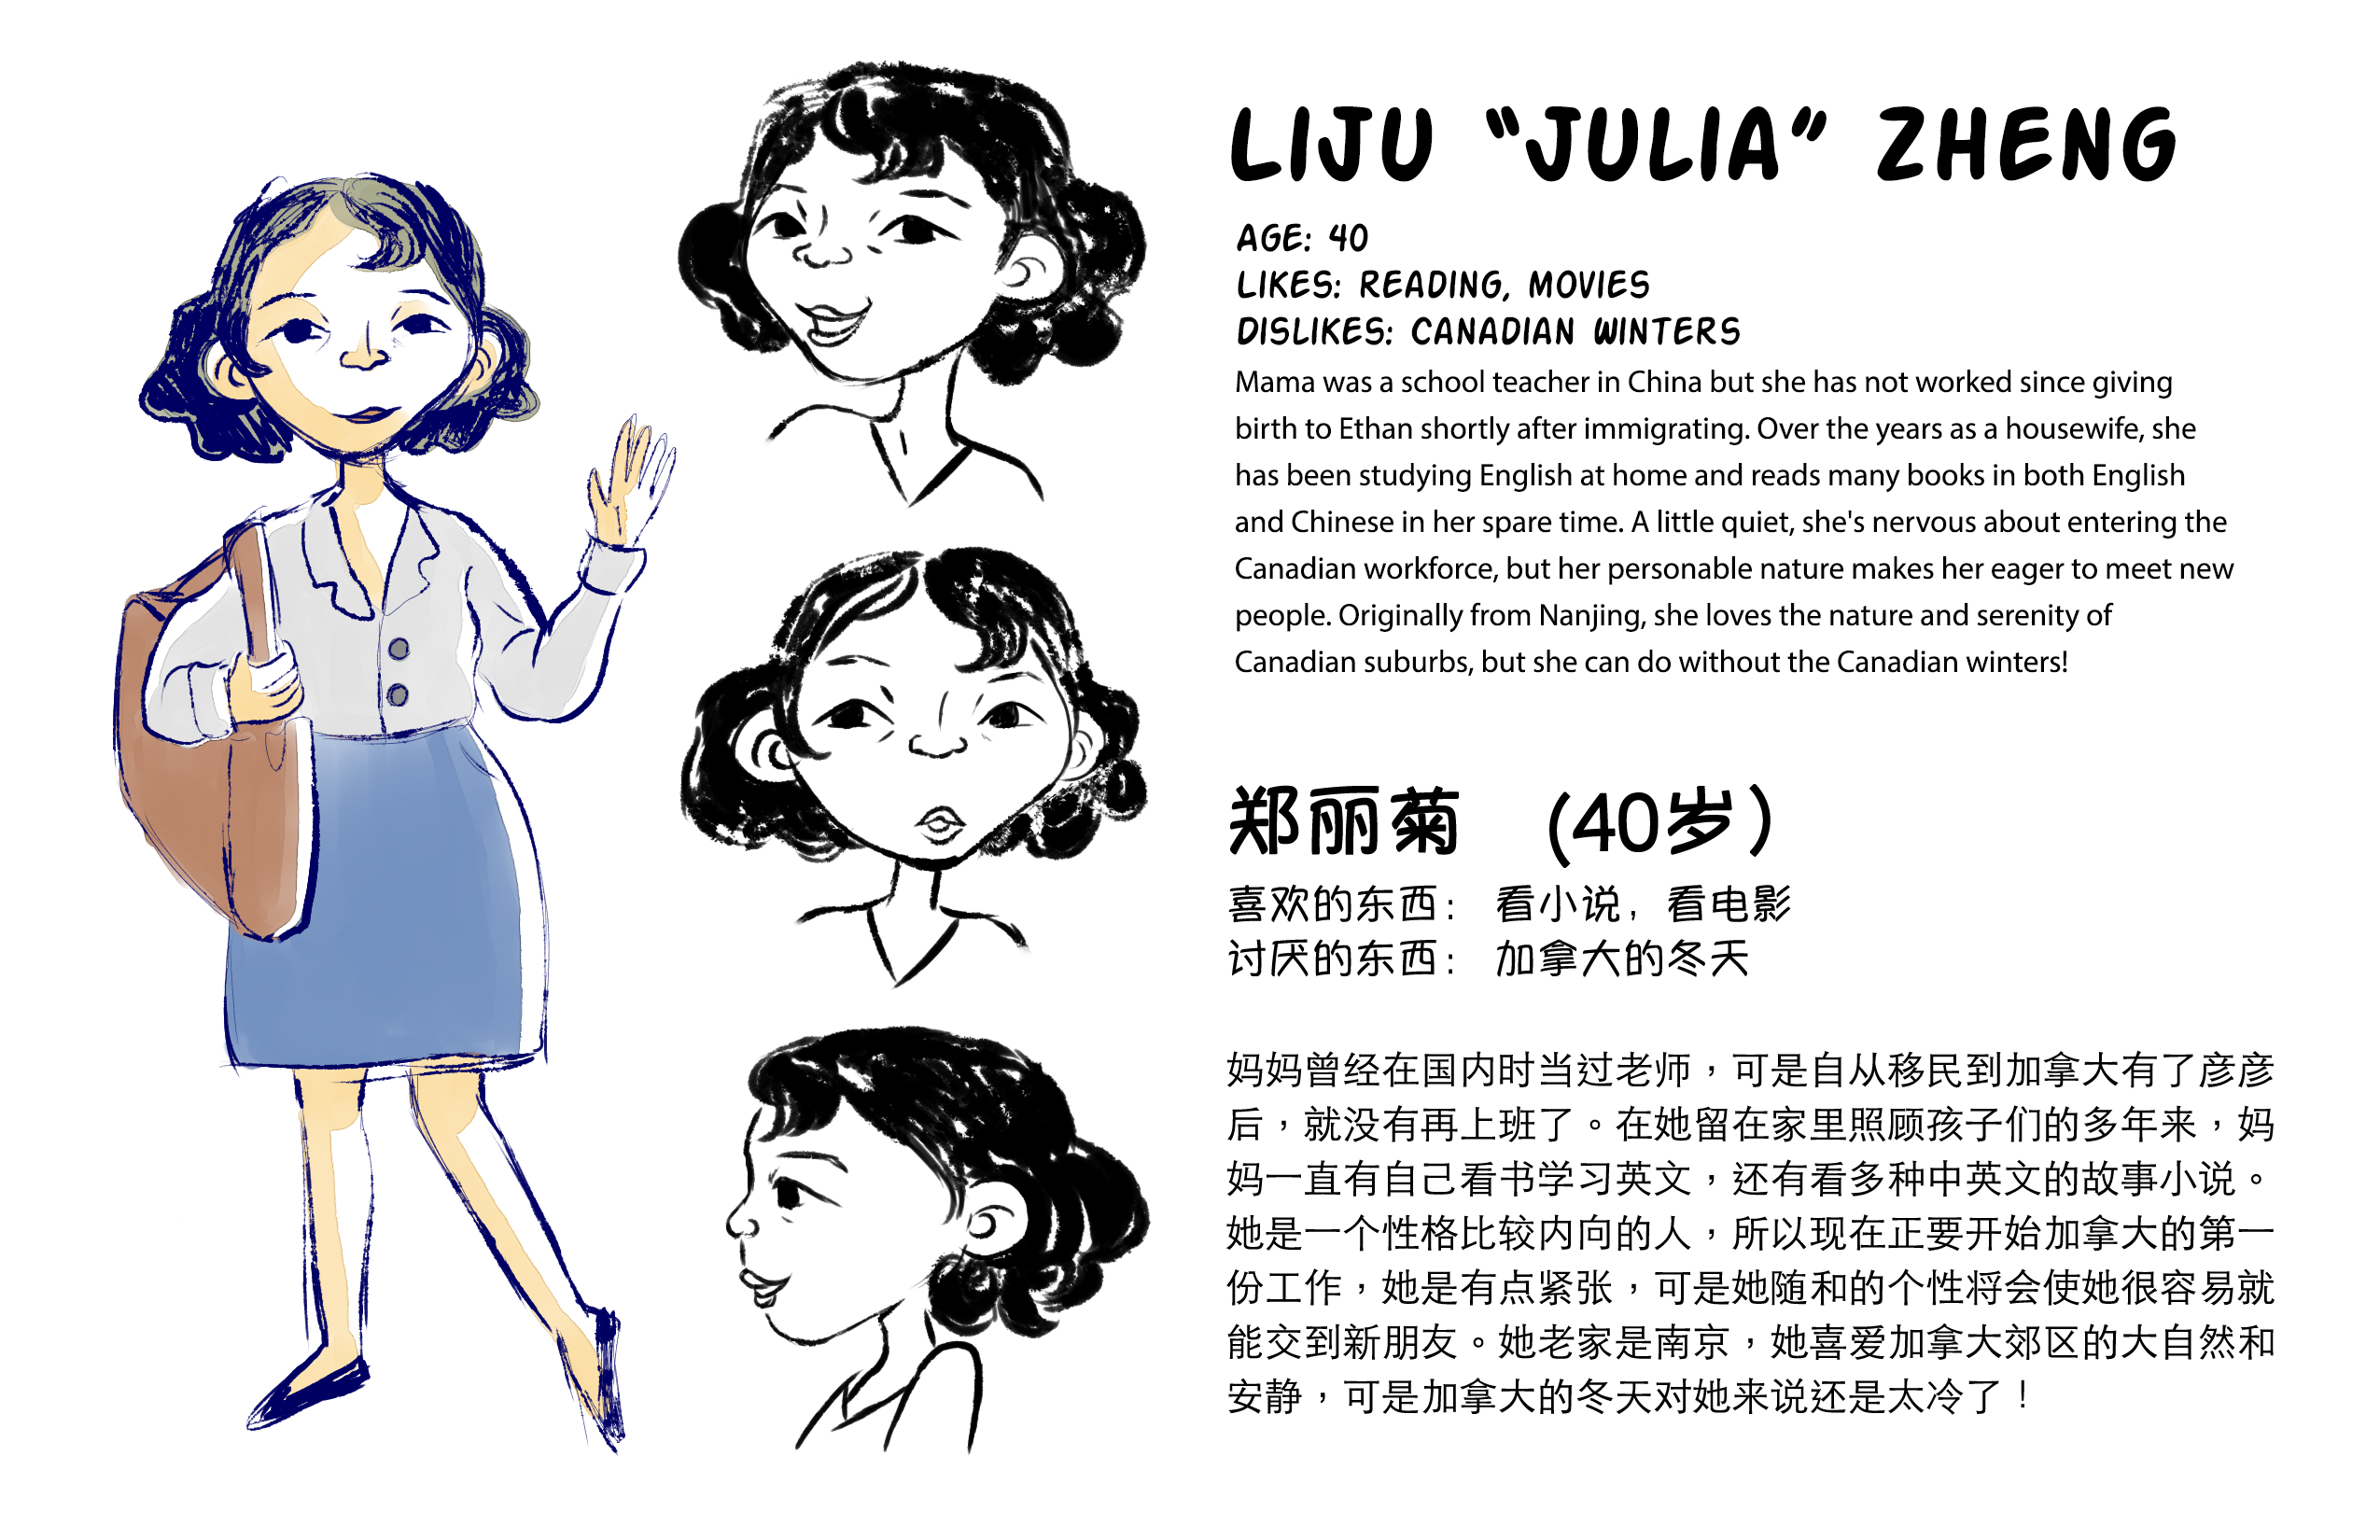 LIJU “JULIA” ZHENG
AGE: 40
LIKES: READING, MOVIES
DISLIKES: CANADIAN WINTERS
Mama was a school teacher in China but she has not worked since giving
birth to Ethan shortly after immigrating. Over the years as a housewife, she
has been studying English at home and reads many books in both English
and Chinese in her spare time. A little quiet, she's nervous about entering the
Canadian workforce, but her personable nature makes her eager to meet new
people. Originally from Nanjing, she loves the nature and serenity of
Canadian suburbs, but she can do without the Canadian winters!
郑丽菊 (40岁)
喜欢的东西: 看小说, 看电影
讨厌的东西: 加拿大的冬天
妈妈曾经在国内时当过老师，可是自从移民到加拿大有了彦彦
后，就没有再上班了。在她留在家里照顾孩子们的多年来，妈
妈一直有自己看书学习英文，还有看多种中英文的故事小说。
她是一个性格比较内向的人，所以现在正要开始加拿大的第一
份工作，她是有点紧张，可是她随和的个性将会使她很容易就
能交到新朋友。她老家是南京，她喜爱加拿大郊区的大自然和
安静，可是加拿大的冬天对她来说还是太冷了！